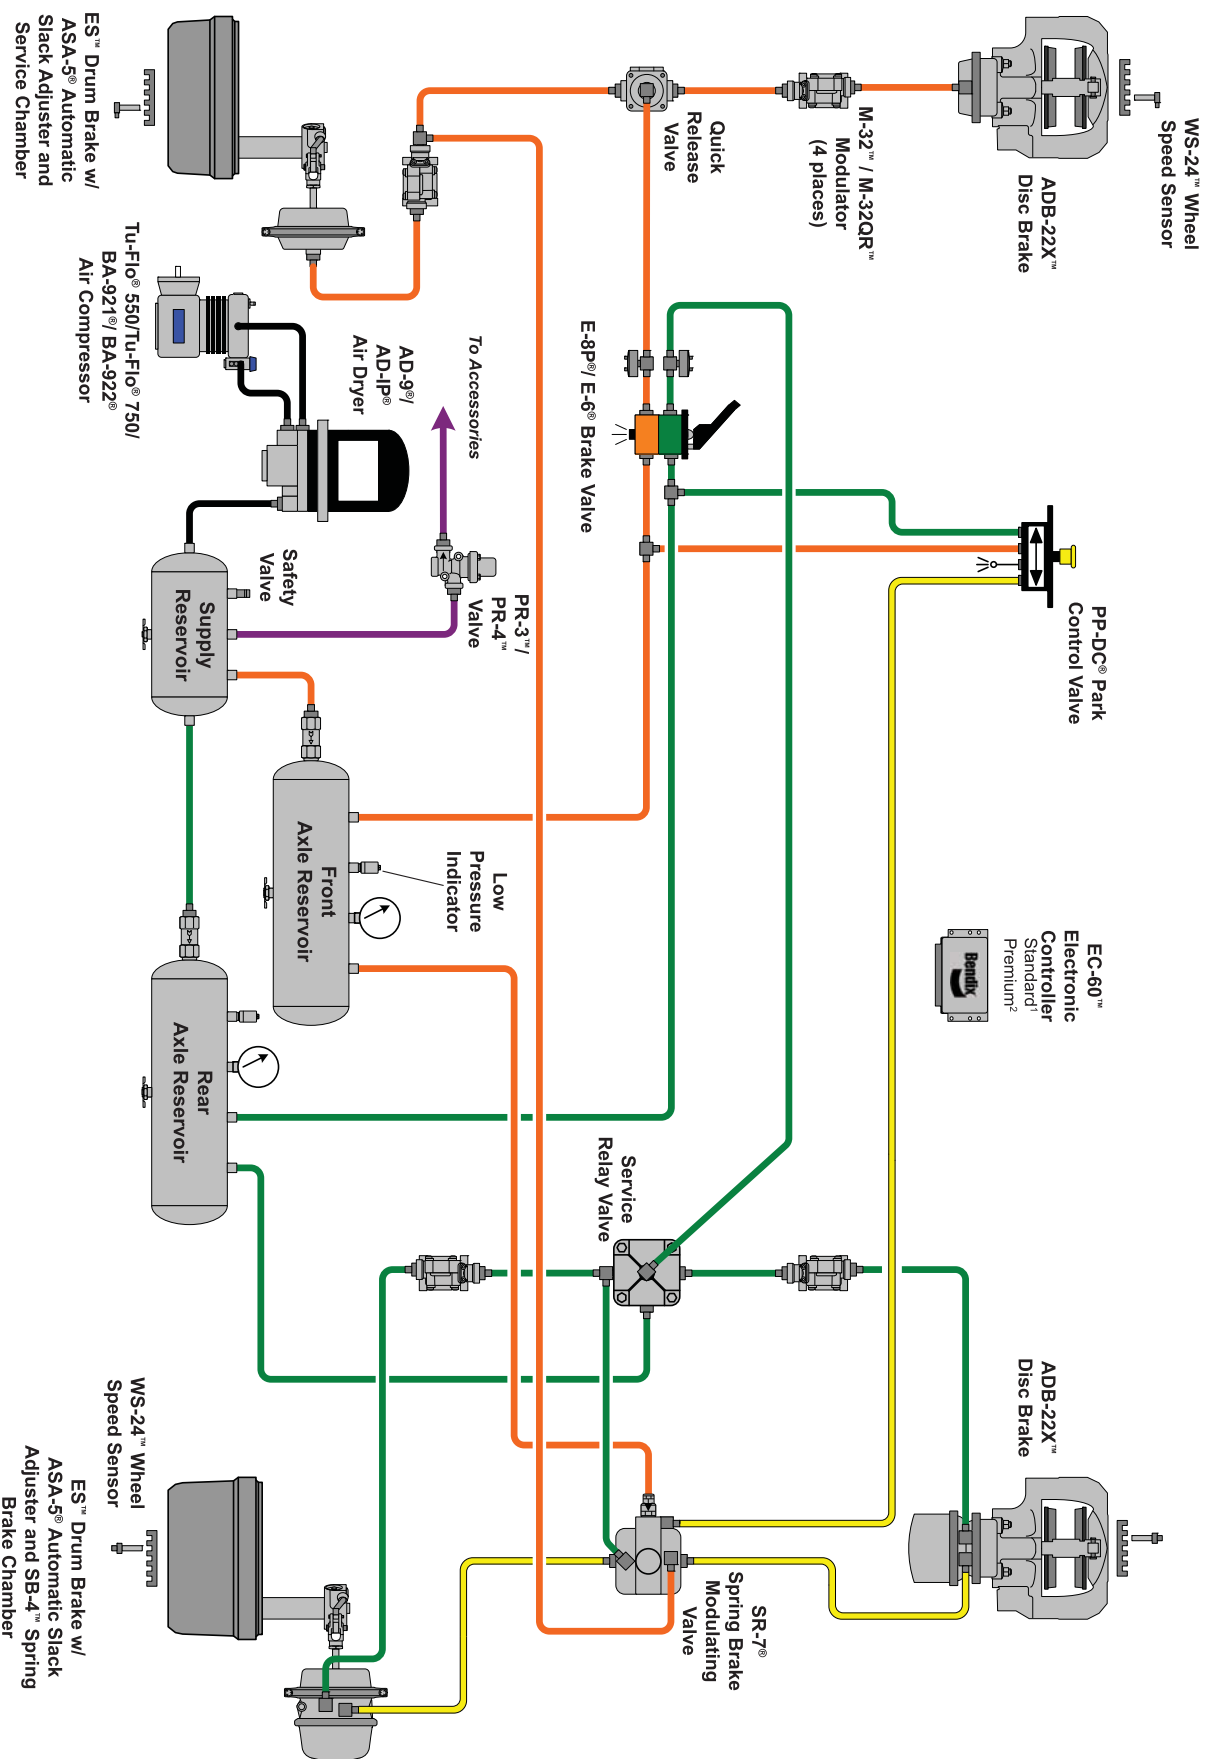 WS-24™ Wheel
Speed Sensor
ADB-22X™
Disc Brake
M-32™ / M-32QR™
Modulator
(4 places)
Quick
Release
Valve
ES™ Drum Brake w/
ASA-5® Automatic
Slack Adjuster and
Service Chamber
Tu-Flo® 550/Tu-Flo® 750/
BA-921®/ BA-922®
Air Compressor
AD-9®/
AD-IP®
Air Dryer
To Accessories
E-8P®/ E-6® Brake Valve
PP-DC® Park
Control Valve
PR-3™/
PR-4™
Valve
Safety
Valve
Supply
Reservoir
Low
Pressure
Indicator
Front
Axle Reservoir
Rear
Axle Reservoir
EC-60™
Electronic
Controller
Standard¹
Premium²
Bendix
Service
Relay Valve
ADB-22X™
Disc Brake
SR-7®
Spring Brake
Modulating
Valve
WS-24™ Wheel
Speed Sensor
ES™ Drum Brake w/
ASA-5® Automatic Slack
Adjuster and SB-4™ Spring
Brake Chamber